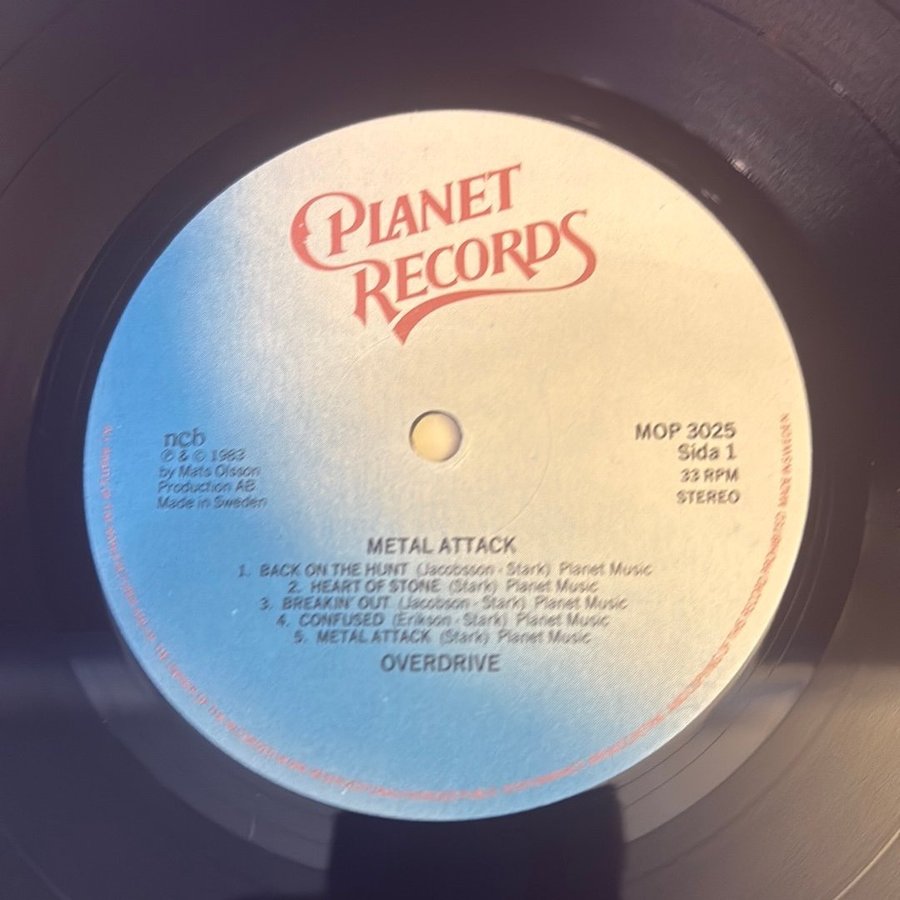 PLANET
RECORDS
ncb
℗ & © 1983
by Mats Olsson
Production AB
Made in Sweden
MOP 3025
Sida 1
33 RPM
STEREO
METAL ATTACK
1. BACK ON THE HUNT (Jacobsson - Stark) Planet Music
2. HEART OF STONE (Stark) Planet Music
3. BREAKIN' OUT (Jacobson - Stark) Planet Music
4. CONFUSED (Erikson - Stark) Planet Music
5. METAL ATTACK (Stark) Planet Music
OVERDRIVE